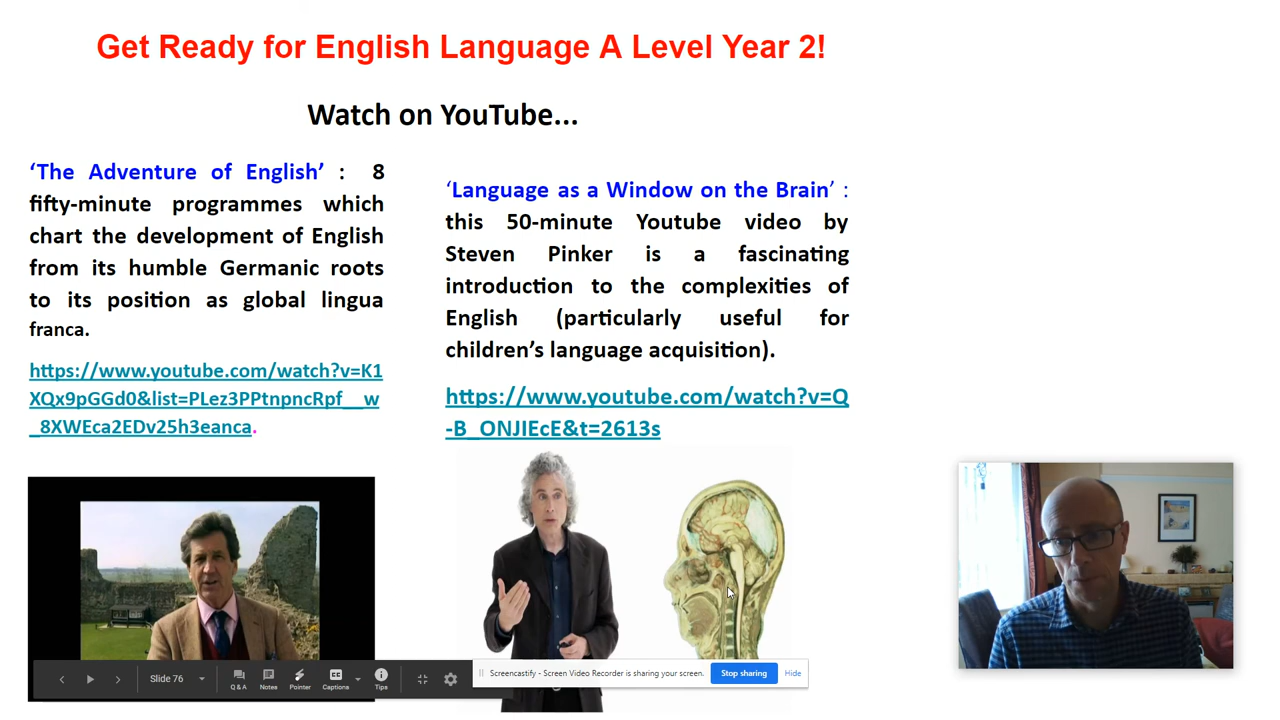 Get Ready for English Language A Level Year 2!
Watch on YouTube...
‘The Adventure of English’ : 8
fifty-minute programmes which
chart the development of English
from its humble Germanic roots
to its position as global lingua
franca.
https://www.youtube.com/watch?v=K1
XQx9pGGd0&list=PLez3PPtnpncRpf__w
_8XWEca2EDv25h3eanca.
‘Language as a Window on the Brain’ :
this 50-minute Youtube video by
Steven Pinker is a fascinating
introduction to the complexities of
English (particularly useful for
children’s language acquisition).
https://www.youtube.com/watch?v=Q
-B_ONJIEcE&t=2613s
Slide 76
Q & A
Notes
Pointer
Captions
Tips
Screencastify - Screen Video Recorder is sharing your screen.
Stop sharing
Hide